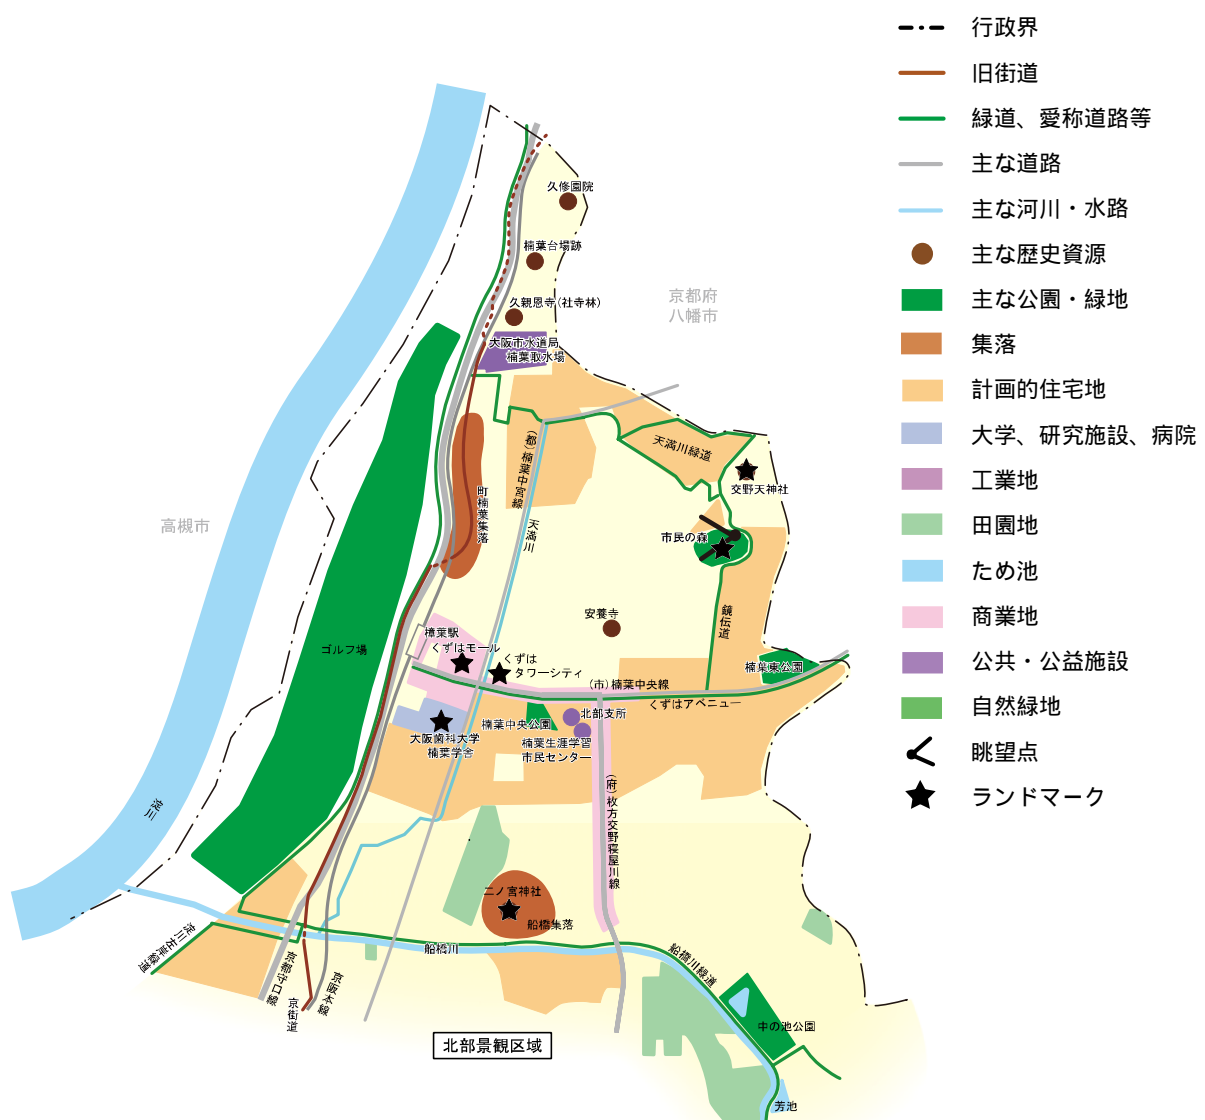 行政界
旧街道
緑道、愛称道路等
主な道路
主な河川・水路
主な歴史資源
主な公園・緑地
集落
計画的住宅地
大学、研究施設、病院
工業地
田園地
ため池
商業地
公共・公益施設
自然緑地
眺望点
ランドマーク
久修園院
楠葉台場跡
京都府
八幡市
久親恩寺(社寺林)
大阪市水道局
楠葉取水場
天満川緑道
(都)楠葉中宮線
交野天神社
町楠葉集落
高槻市
天満川
市民の森
安養寺
鏡伝道
樟葉駅
くずはモール
ゴルフ場
くずは
タワーシティ
楠葉東公園
(市)楠葉中央線
くずはアベニュー
北部支所
楠葉中央公園
大阪歯科大学
楠葉学舎
楠葉生涯学習
市民センター
淀川
(府)枚方交野寝屋川線
二ノ宮神社
船橋集落
淀川左岸緑道
船橋川
船橋川緑道
京都守口線
京阪本線
京街道
中の池公園
北部景観区域
芳池